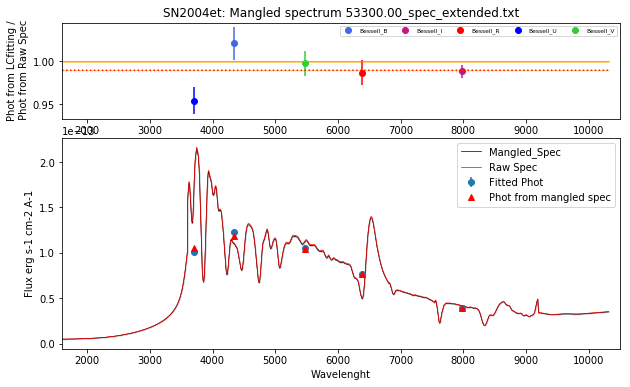 SN2004et: Mangled spectrum 53300.00_spec_extended.txt
Phot from LCfitting /
Phot from Raw Spec
1.00
0.95
Bessell_B
Bessell_I
Bessell_R
Bessell_U
Bessell_V
2000 3000 4000 5000 6000 7000 8000 9000 10000
1e−13
Flux erg s-1 cm-2 A-1
2.0
1.5
1.0
0.5
0.0
Mangled_Spec
Raw Spec
Fitted Phot
Phot from mangled spec
2000 3000 4000 5000 6000 7000 8000 9000 10000
Wavelenght